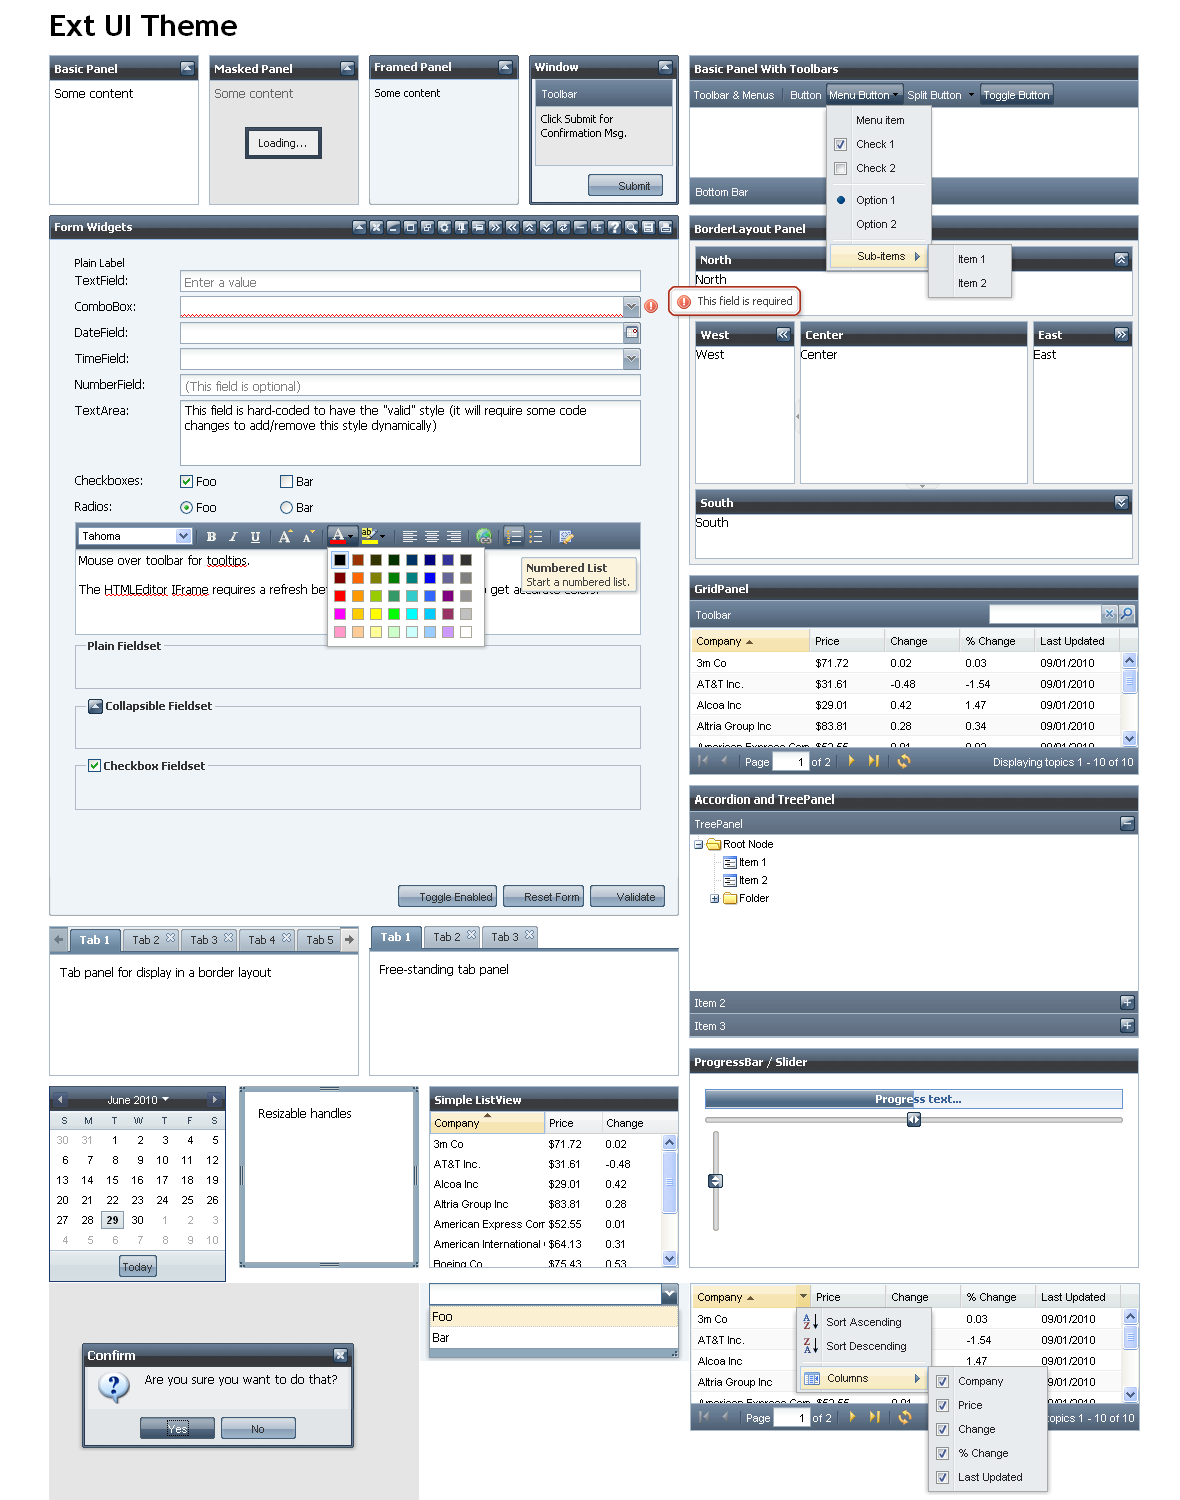 Ext UI Theme
Basic Panel
Some content
Masked Panel
Some content
Loading...
Framed Panel
Some content
Window
Toolbar
Click Submit for
Confirmation Msg.
Submit
Basic Panel With Toolbars
Toolbar & Menus Button Menu Button Split Button Toggle Button
Menu item
Check 1
Check 2
Option 1
Option 2
Sub-items
Item 1
Item 2
Bottom Bar
Form Widgets
Plain Label
TextField: Enter a value
ComboBox:
This field is required
DateField:
TimeField:
NumberField: (This field is optional)
TextArea: This field is hard-coded to have the "valid" style (it will require some code
changes to add/remove this style dynamically)
Checkboxes: Foo Bar
Radios: Foo Bar
Tahoma B I U A A A ab
Mouse over toolbar for tooltips.
The HTMLEditor IFrame requires a refresh be
get accurate colors.
Numbered List
Start a numbered list.
Plain Fieldset
Collapsible Fieldset
Checkbox Fieldset
Toggle Enabled Reset Form Validate
BorderLayout Panel
North
North
West
West
Center
Center
East
East
South
South
GridPanel
Toolbar
Company Price Change % Change Last Updated
3m Co $71.72 0.02 0.03 09/01/2010
AT&T Inc. $31.61 -0.48 -1.54 09/01/2010
Alcoa Inc $29.01 0.42 1.47 09/01/2010
Altria Group Inc $83.81 0.28 0.34 09/01/2010
American Express Com $52.55 0.01 0.02 09/01/2010
Page 1 of 2 Displaying topics 1 - 10 of 10
Accordion and TreePanel
TreePanel
Root Node
Item 1
Item 2
Folder
Item 2
Item 3
Tab 1 Tab 2 Tab 3 Tab 4 Tab 5
Tab panel for display in a border layout
Tab 1 Tab 2 Tab 3
Free-standing tab panel
ProgressBar / Slider
Progress text...
June 2010
S M T W T F S
30 31 1 2 3 4 5
6 7 8 9 10 11 12
13 14 15 16 17 18 19
20 21 22 23 24 25 26
27 28 29 30 1 2 3
4 5 6 7 8 9 10
Today
Resizable handles
Simple ListView
Company Price Change
3m Co $71.72 0.02
AT&T Inc. $31.61 -0.48
Alcoa Inc $29.01 0.42
Altria Group Inc $83.81 0.28
American Express Com $52.55 0.01
American International $64.13 0.31
Boeing Co. $75.43 0.53
Foo
Bar
Confirm
Are you sure you want to do that?
Yes No
Company Price Change % Change Last Updated
3m Co 0.03 09/01/2010
AT&T Inc. -1.54 09/01/2010
Alcoa Inc 1.47 09/01/2010
Altria Group Inc 09/01/2010
Sort Ascending
Sort Descending
Columns
Company
Price
Change
% Change
Last Updated
Page 1 of 2 topics 1 - 10 of 10